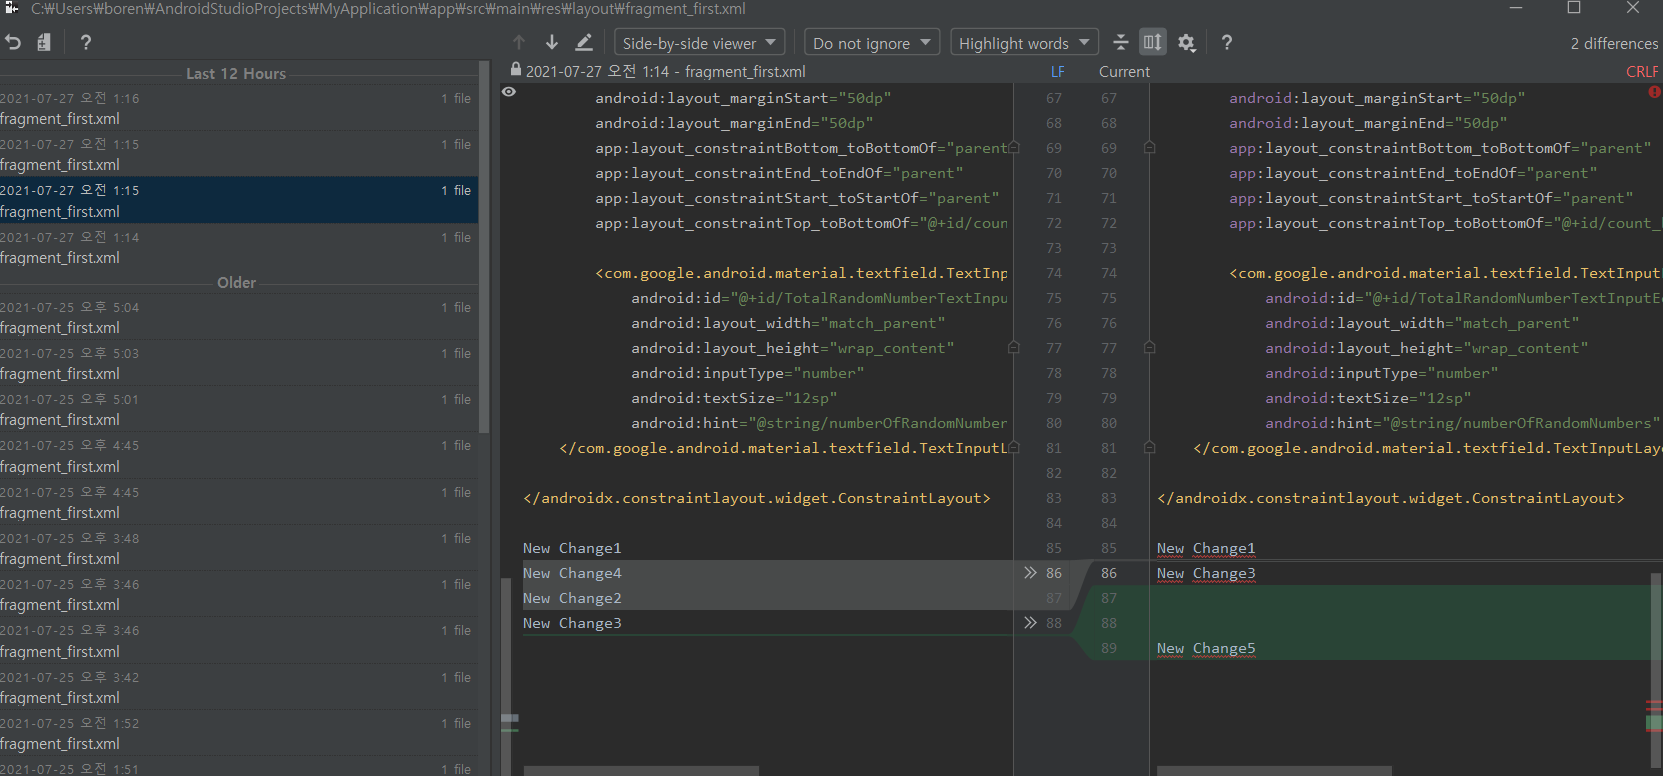 C:₩Users₩boren₩AndroidStudioProjects₩MyApplication₩app₩src₩main₩res₩layout₩fragment_first.xml
? Side-by-side viewer Do not ignore Highlight words ? 2 differences
Last 12 Hours
2021-07-27 오전 1:16 1 file
fragment_first.xml
2021-07-27 오전 1:15 1 file
fragment_first.xml
2021-07-27 오전 1:15 1 file
fragment_first.xml
2021-07-27 오전 1:14 1 file
fragment_first.xml
Older
2021-07-25 오후 5:04 1 file
fragment_first.xml
2021-07-25 오후 5:03 1 file
fragment_first.xml
2021-07-25 오후 5:01 1 file
fragment_first.xml
2021-07-25 오후 4:45 1 file
fragment_first.xml
2021-07-25 오후 4:45 1 file
fragment_first.xml
2021-07-25 오후 3:48 1 file
fragment_first.xml
2021-07-25 오후 3:46 1 file
fragment_first.xml
2021-07-25 오후 3:46 1 file
fragment_first.xml
2021-07-25 오후 3:42 1 file
fragment_first.xml
2021-07-25 오전 1:52 1 file
fragment_first.xml
2021-07-25 오전 1:51 1 file
2021-07-27 오전 1:14 - fragment_first.xml LF
android:layout_marginStart="50dp" 67
android:layout_marginEnd="50dp" 68
app:layout_constraintBottom_toBottomOf="parent 69
app:layout_constraintEnd_toEndOf="parent" 70
app:layout_constraintStart_toStartOf="parent" 71
app:layout_constraintTop_toBottomOf="@+id/coun 72
73
<com.google.android.material.textfield.TextInp 74
android:id="@+id/TotalRandomNumberTextInpu 75
android:layout_width="match_parent" 76
android:layout_height="wrap_content" 77
android:inputType="number" 78
android:textSize="12sp" 79
android:hint="@string/numberOfRandomNumber 80
</com.google.android.material.textfield.TextInputL 81
82
</androidx.constraintlayout.widget.ConstraintLayout> 83
84
New Change1 85
New Change4 86
New Change2 87
New Change3 88
Current CRLF
67 android:layout_marginStart="50dp"
68 android:layout_marginEnd="50dp"
69 app:layout_constraintBottom_toBottomOf="parent"
70 app:layout_constraintEnd_toEndOf="parent"
71 app:layout_constraintStart_toStartOf="parent"
72 app:layout_constraintTop_toBottomOf="@+id/count_
73
74 <com.google.android.material.textfield.TextInput
75 android:id="@+id/TotalRandomNumberTextInputE
76 android:layout_width="match_parent"
77 android:layout_height="wrap_content"
78 android:inputType="number"
79 android:textSize="12sp"
80 android:hint="@string/numberOfRandomNumbers"
81 </com.google.android.material.textfield.TextInputLay
82
83 </androidx.constraintlayout.widget.ConstraintLayout>
84
85 New Change1
86 New Change3
87
88
89 New Change5